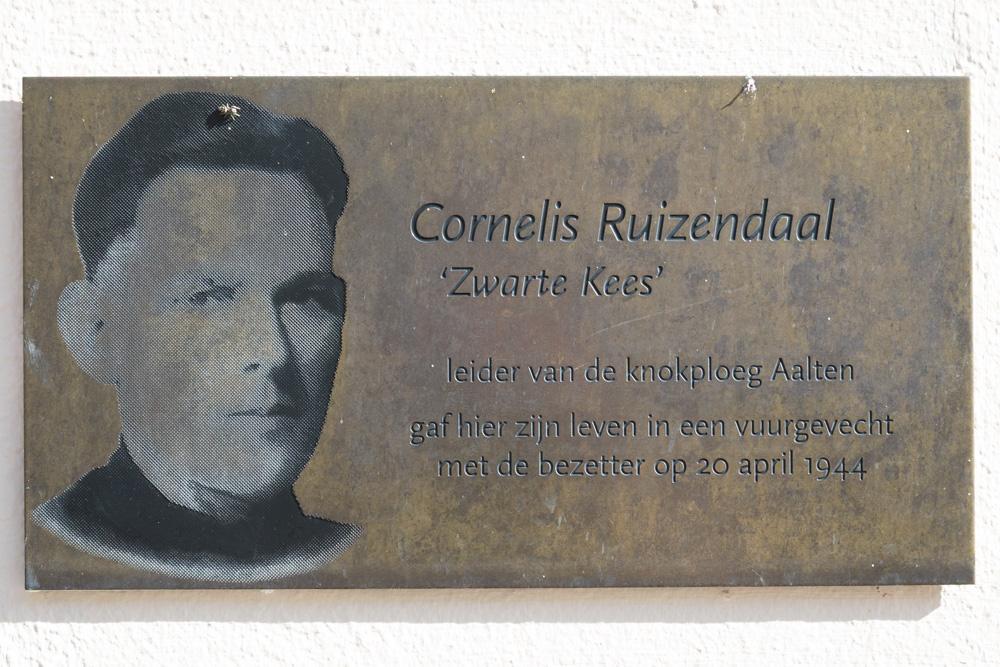 Cornelis Ruizendaal
‘Zwarte Kees’
leider van de knokploeg Aalten
gaf hier zijn leven in een vuurgevecht
met de bezetter op 20 april 1944